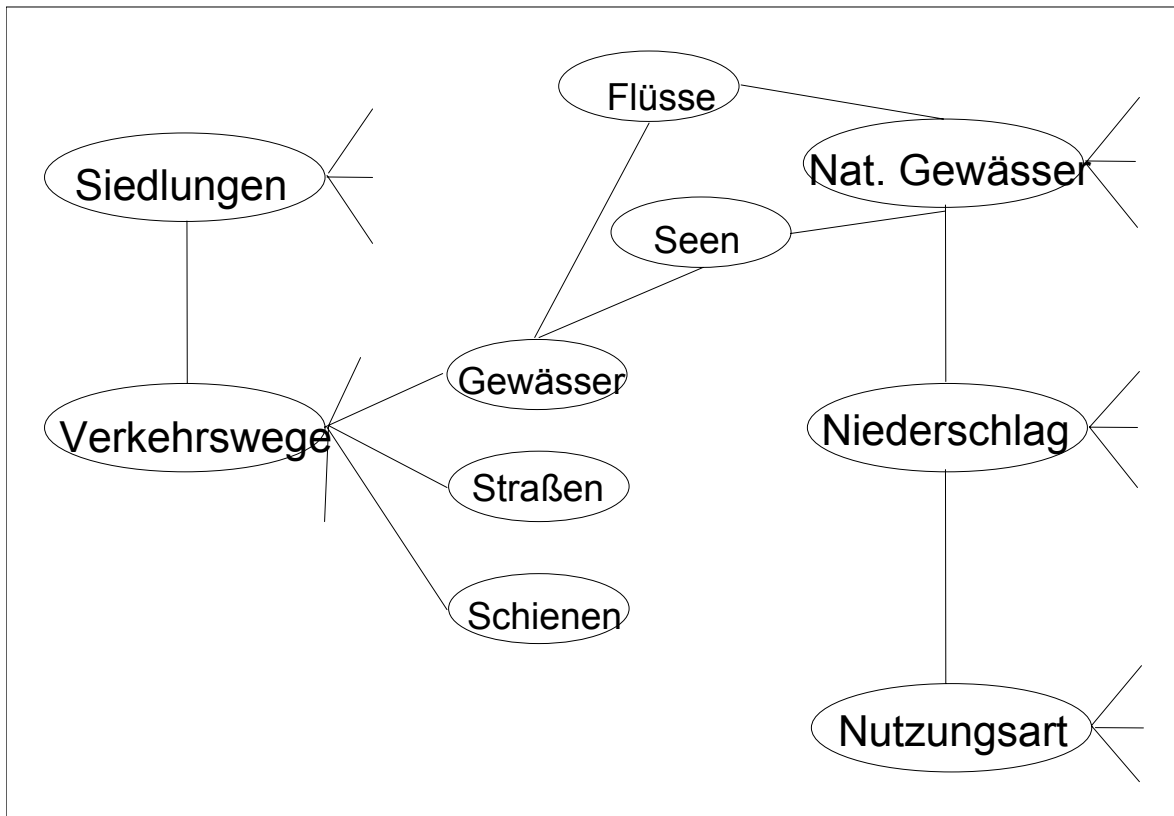 Flüsse
Nat. Gewässer
Siedlungen
Seen
Gewässer
Verkehrswege
Niederschlag
Straßen
Schienen
Nutzungsart